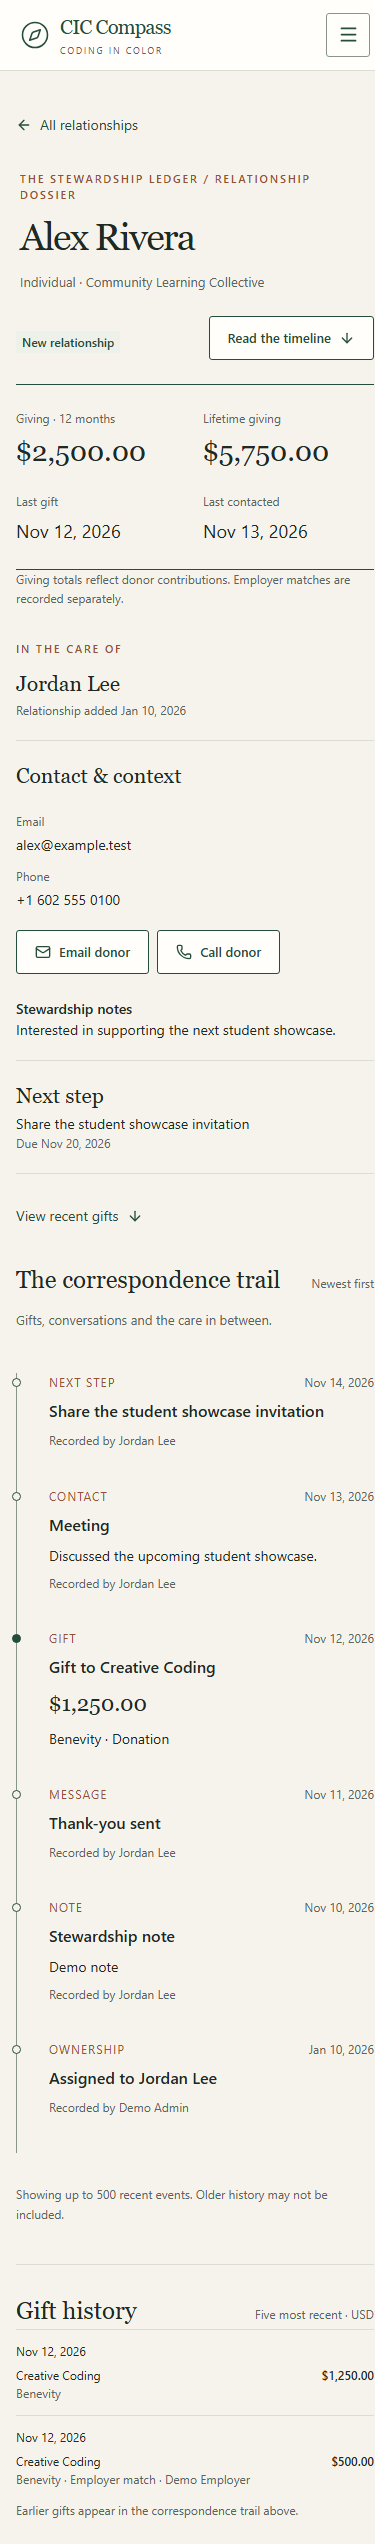 CIC Compass
CODING IN COLOR
All relationships
THE STEWARDSHIP LEDGER / RELATIONSHIP
DOSSIER
Alex Rivera
Individual · Community Learning Collective
New relationship
Read the timeline
Giving · 12 months
Lifetime giving
$2,500.00
$5,750.00
Last gift
Last contacted
Nov 12, 2026
Nov 13, 2026
Giving totals reflect donor contributions. Employer matches are
recorded separately.
IN THE CARE OF
Jordan Lee
Relationship added Jan 10, 2026
Contact & context
Email
alex@example.test
Phone
+1 602 555 0100
Email donor
Call donor
Stewardship notes
Interested in supporting the next student showcase.
Next step
Share the student showcase invitation
Due Nov 20, 2026
View recent gifts
The correspondence trail
Newest first
Gifts, conversations and the care in between.
NEXT STEP
Nov 14, 2026
Share the student showcase invitation
Recorded by Jordan Lee
CONTACT
Nov 13, 2026
Meeting
Discussed the upcoming student showcase.
Recorded by Jordan Lee
GIFT
Nov 12, 2026
Gift to Creative Coding
$1,250.00
Benevity · Donation
MESSAGE
Nov 11, 2026
Thank-you sent
Recorded by Jordan Lee
NOTE
Nov 10, 2026
Stewardship note
Demo note
Recorded by Jordan Lee
OWNERSHIP
Jan 10, 2026
Assigned to Jordan Lee
Recorded by Demo Admin
Showing up to 500 recent events. Older history may not be
included.
Gift history
Five most recent · USD
Nov 12, 2026
Creative Coding
$1,250.00
Benevity
Nov 12, 2026
Creative Coding
$500.00
Benevity · Employer match · Demo Employer
Earlier gifts appear in the correspondence trail above.